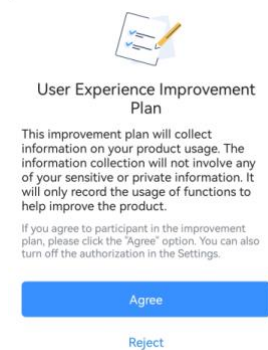 User Experience Improvement
Plan
This improvement plan will collect
information on your product usage. The
information collection will not involve any
of your sensitive or private information. It
will only record the usage of functions to
help improve the product.
If you agree to participant in the improvement
plan, please click the "Agree" option. You can also
turn off the authorization in the Settings.
Agree
Reject